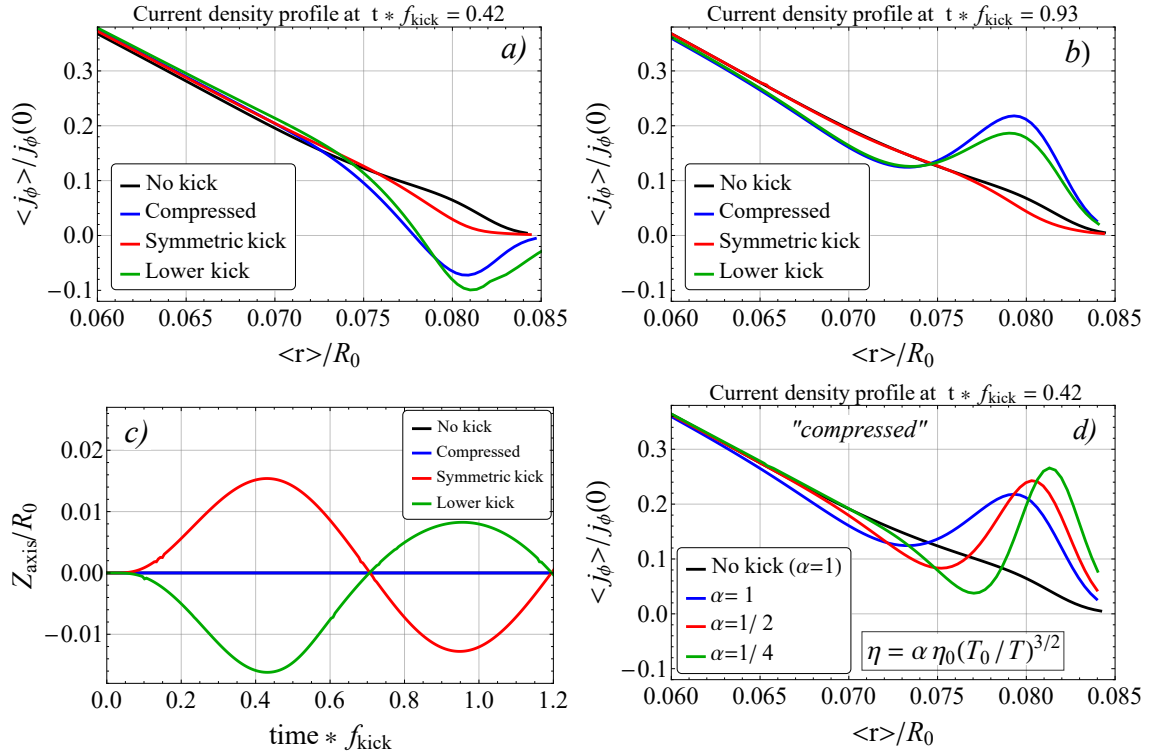 Current density profile at t * f_kick = 0.42
a)
<j_ϕ>/j_ϕ(0)
0.3
0.2
0.1
0.0
−0.1
No kick
Compressed
Symmetric kick
Lower kick
0.060 0.065 0.070 0.075 0.080 0.085
<r>/R_0
Current density profile at t * f_kick = 0.93
b)
<j_ϕ>/j_ϕ(0)
0.3
0.2
0.1
0.0
−0.1
No kick
Compressed
Symmetric kick
Lower kick
0.060 0.065 0.070 0.075 0.080 0.085
<r>/R_0
c)
Z_axis/R_0
0.02
0.01
0.00
−0.01
No kick
Compressed
Symmetric kick
Lower kick
0.0 0.2 0.4 0.6 0.8 1.0 1.2
time * f_kick
Current density profile at t * f_kick = 0.42
"compressed"
d)
<j_ϕ>/j_ϕ(0)
0.3
0.2
0.1
0.0
−0.1
No kick (α=1)
α= 1
α=1/ 2
α=1/ 4
η = α η_0(T_0/T)^{3/2}
0.060 0.065 0.070 0.075 0.080 0.085
<r>/R_0